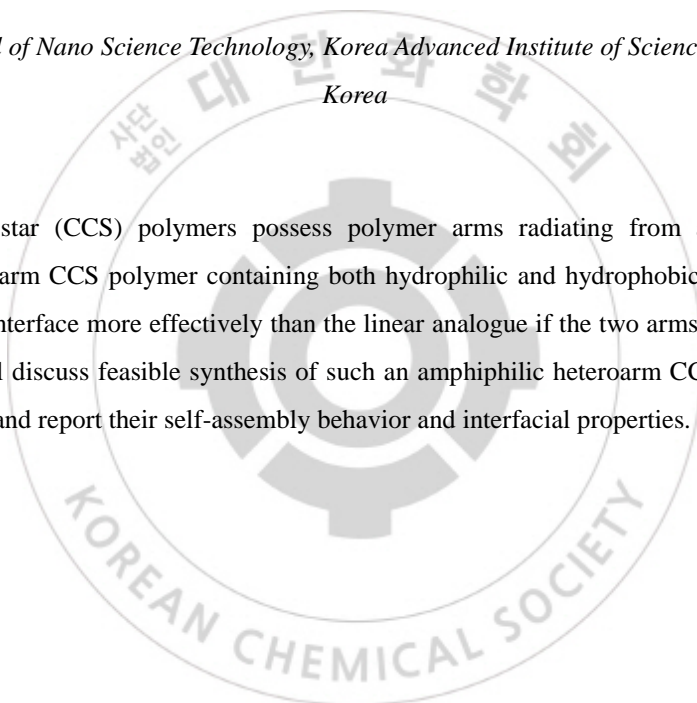 of Nano Science Technology, Korea Advanced Institute of Scienc
Korea
star (CCS) polymers possess polymer arms radiating from
arm CCS polymer containing both hydrophilic and hydrophobic
nterface more effectively than the linear analogue if the two arms
discuss feasible synthesis of such an amphiphilic heteroarm CC
and report their self-assembly behavior and interfacial properties.
사단
법인
대한화학회
KOREAN CHEMICAL SOCIETY